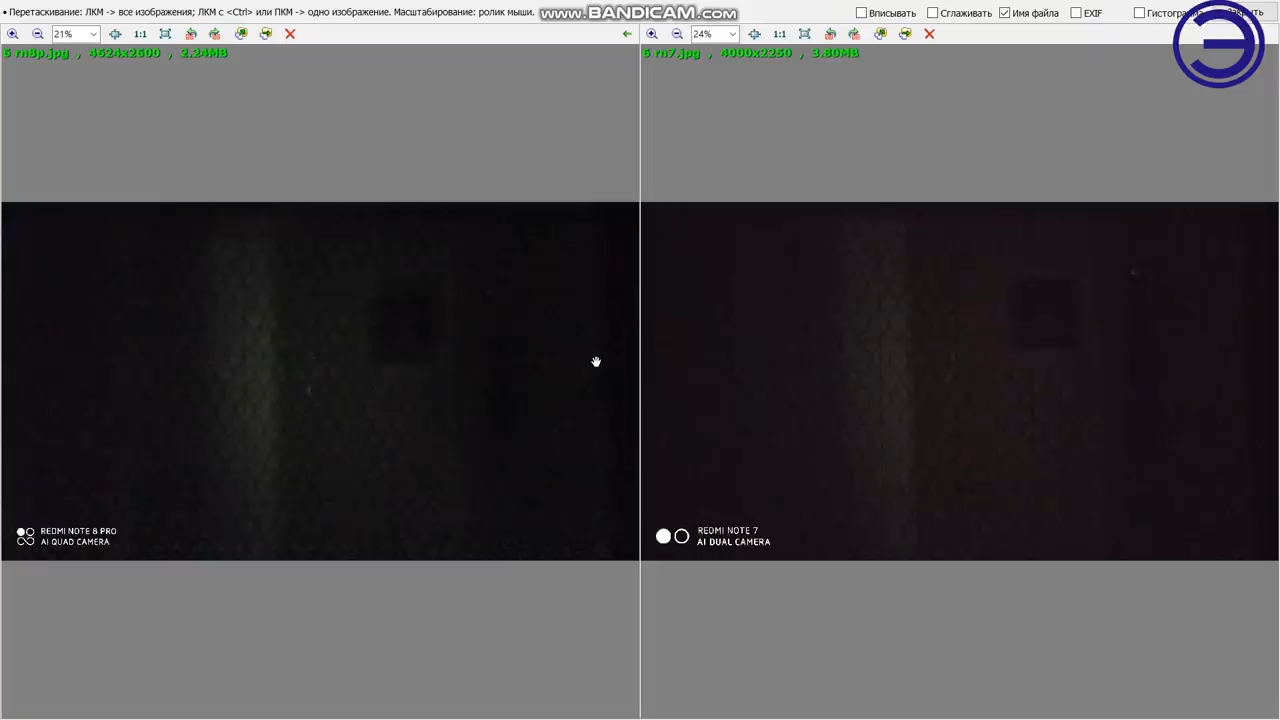 • Перетаскивание: ЛКМ -> все изображения; ЛКМ с <Ctrl> или ПКМ -> одно изображение. Масштабирование: ролик мыши.
www.BANDICAM.com
Вписывать
Сглаживать
Имя файла
EXIF
21%
1:1
24%
1:1
6 rn8p.jpg , 4624x2600 , 2.24MB
6 rn7.jpg , 4000x2250 , 3.80MB
REDMI NOTE 8 PRO
AI QUAD CAMERA
REDMI NOTE 7
AI DUAL CAMERA